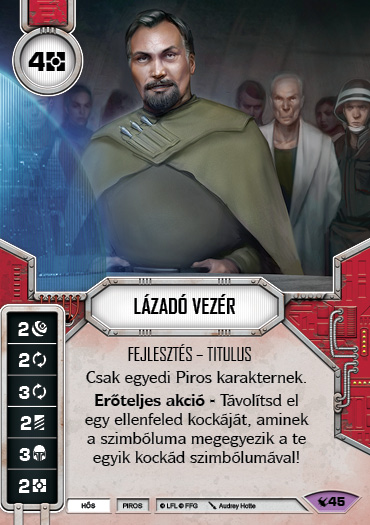 4
LÁZADÓ VEZÉR
2
2
3
2
3
2
FEJLESZTÉS – TITULUS
Csak egyedi Piros karakternek.
Erőteljes akció - Távolítsd el
egy ellenfeled kockáját, aminek
a szimbóluma megegyezik a te
egyik kockád szimbólumával!
HŐS
PIROS
© LFL © FFG
Audrey Hotte
45